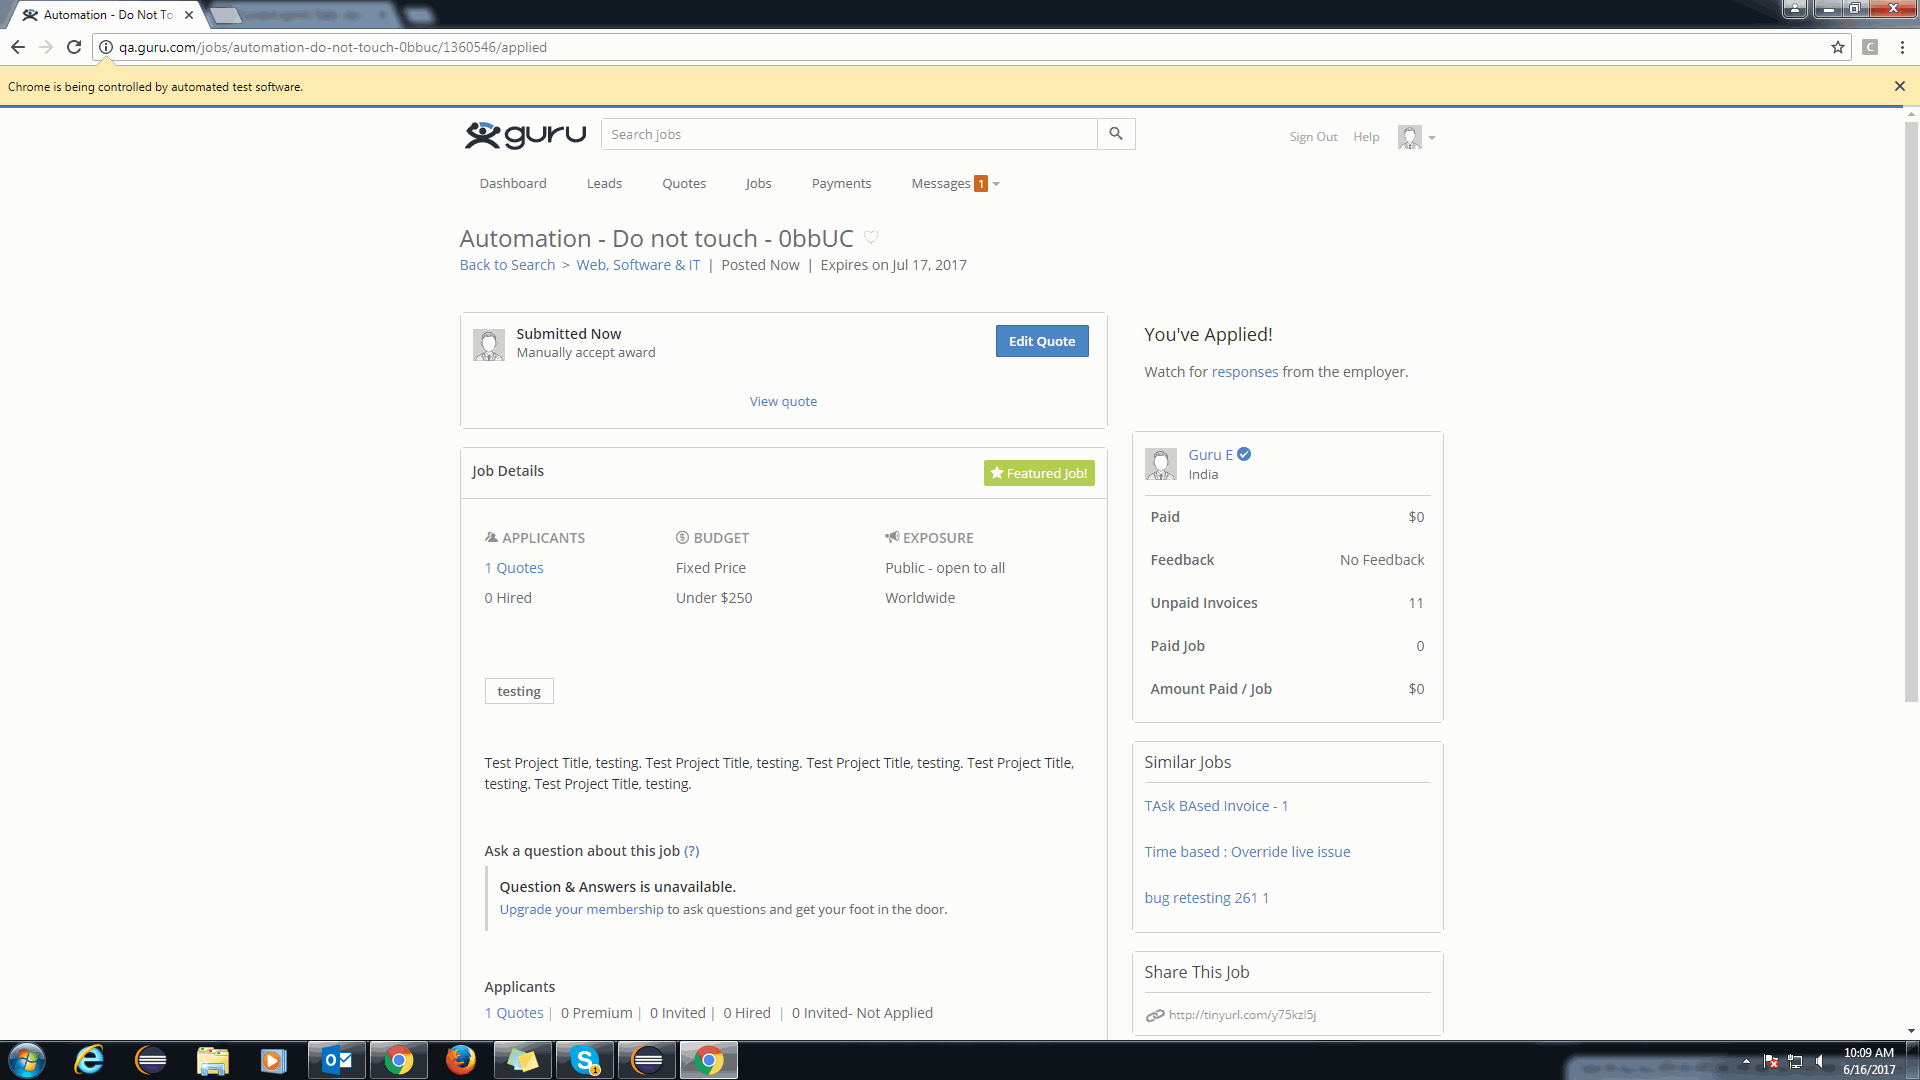 Automation - Do Not To
qa.guru.com/jobs/automation-do-not-touch-0bbuc/1360546/applied
C
Chrome is being controlled by automated test software.
guru
Search jobs
Sign Out Help
Dashboard Leads Quotes Jobs Payments Messages 1
Automation - Do not touch - 0bbUC
Back to Search > Web, Software & IT | Posted Now | Expires on Jul 17, 2017
Submitted Now
Manually accept award
Edit Quote
View quote
You've Applied!
Watch for responses from the employer.
Job Details
Featured Job!
APPLICANTS BUDGET EXPOSURE
1 Quotes Fixed Price Public - open to all
0 Hired Under $250 Worldwide
testing
Test Project Title, testing. Test Project Title, testing. Test Project Title, testing. Test Project Title,
testing. Test Project Title, testing.
Ask a question about this job (?)
Question & Answers is unavailable.
Upgrade your membership to ask questions and get your foot in the door.
Applicants
1 Quotes | 0 Premium | 0 Invited | 0 Hired | 0 Invited- Not Applied
Guru E
India
Paid $0
Feedback No Feedback
Unpaid Invoices 11
Paid Job 0
Amount Paid / Job $0
Similar Jobs
TAsk BAsed Invoice - 1
Time based : Override live issue
bug retesting 261 1
Share This Job
http://tinyurl.com/y75kzl5j
10:09 AM
6/16/2017